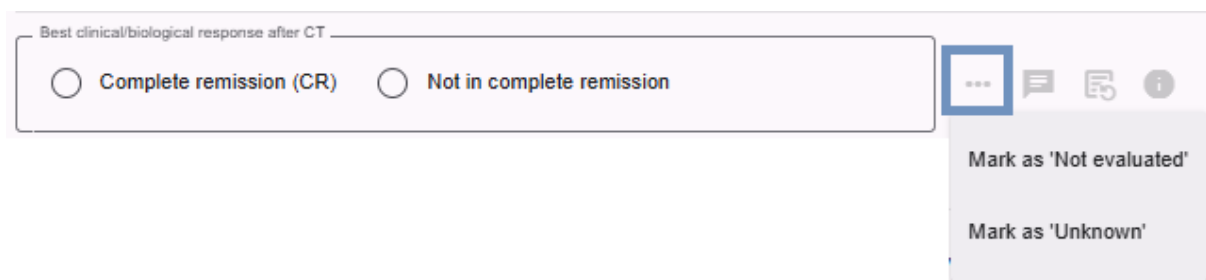 Best clinical/biological response after CT
Complete remission (CR) Not in complete remission
Mark as 'Not evaluated'
Mark as 'Unknown'